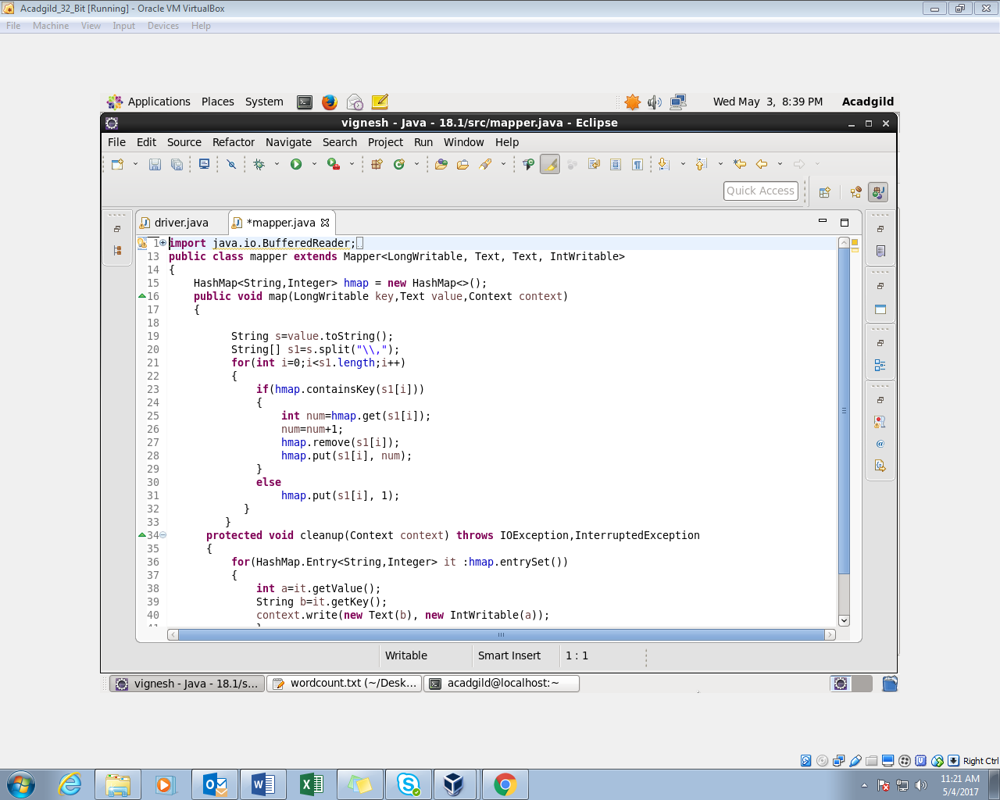 Acadgild_32_Bit [Running] - Oracle VM VirtualBox
File Machine View Input Devices Help
Applications Places System Wed May 3, 8:39 PM Acadgild
vignesh - Java - 18.1/src/mapper.java - Eclipse
File Edit Source Refactor Navigate Search Project Run Window Help
Quick Access
driver.java *mapper.java
1 import java.io.BufferedReader;
13 public class mapper extends Mapper<LongWritable, Text, Text, IntWritable>
14 {
15 HashMap<String,Integer> hmap = new HashMap<>();
16 public void map(LongWritable key,Text value,Context context)
17 {
18
19 String s=value.toString();
20 String[] s1=s.split("\\,");
21 for(int i=0;i<s1.length;i++)
22 {
23 if(hmap.containsKey(s1[i]))
24 {
25 int num=hmap.get(s1[i]);
26 num=num+1;
27 hmap.remove(s1[i]);
28 hmap.put(s1[i], num);
29 }
30 else
31 hmap.put(s1[i], 1);
32 }
33 }
34 protected void cleanup(Context context) throws IOException,InterruptedException
35 {
36 for(HashMap.Entry<String,Integer> it :hmap.entrySet())
37 {
38 int a=it.getValue();
39 String b=it.getKey();
40 context.write(new Text(b), new IntWritable(a));
41 }
Writable Smart Insert 1 : 1
vignesh - Java - 18.1/s... wordcount.txt (~/Desk... acadgild@localhost:~
Right Ctrl
11:21 AM
5/4/2017